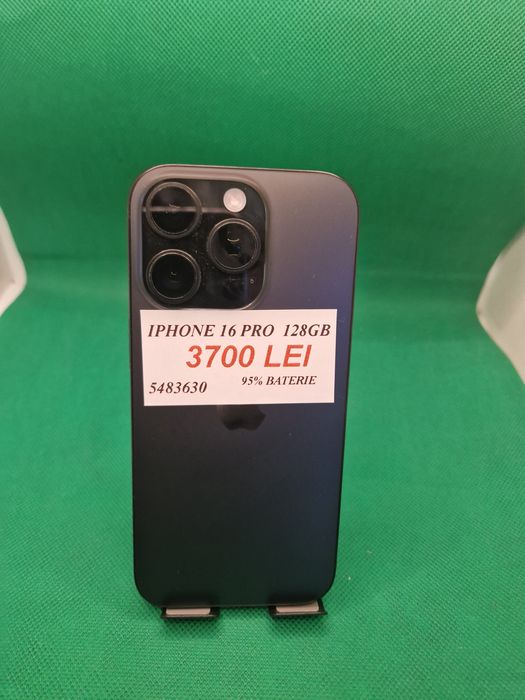 IPHONE 16 PRO 128GB
3700 LEI
5483630 95% BATERIE